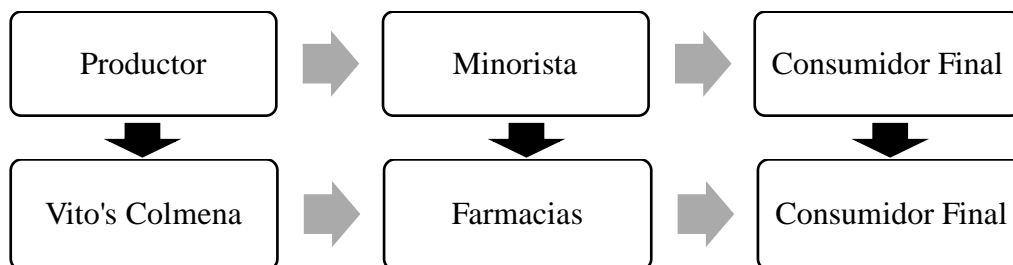 Productor
Minorista
Consumidor Final
Vito's Colmena
Farmacias
Consumidor Final